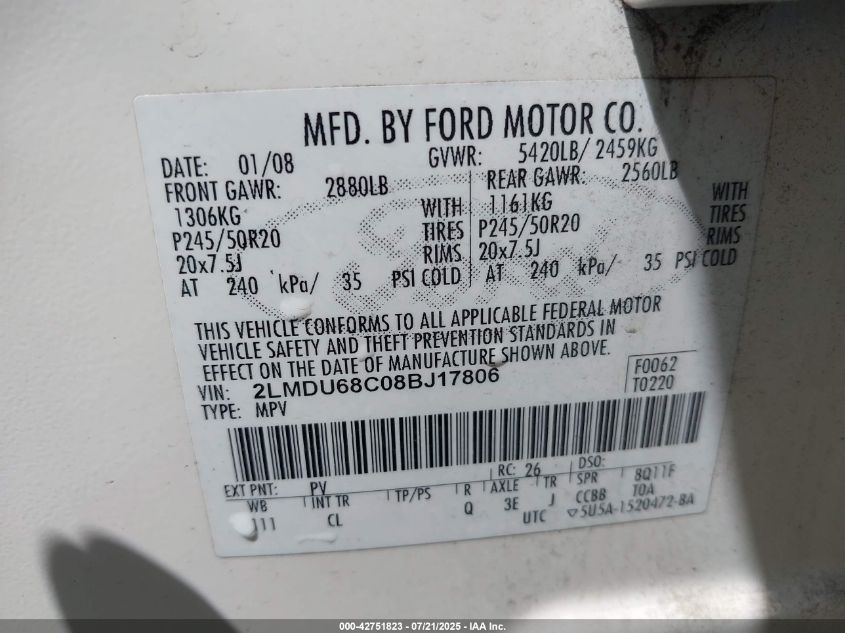 MFD. BY FORD MOTOR CO.
DATE: 01/08 GVWR: 5420LB/ 2459KG
FRONT GAWR: 2880LB REAR GAWR: 2560LB
1306KG WITH 1161KG WITH
P245/50R20 TIRES P245/50R20 TIRES
20x7.5J RIMS 20x7.5J RIMS
AT 240 kPa/ 35 PSI COLD AT 240 kPa/ 35 PSI COLD
THIS VEHICLE CONFORMS TO ALL APPLICABLE FEDERAL MOTOR
VEHICLE SAFETY AND THEFT PREVENTION STANDARDS IN
EFFECT ON THE DATE OF MANUFACTURE SHOWN ABOVE.
VIN: 2LMDU68C08BJ17806 F0062
TYPE: MPV T0220
EXT PNT: PV RC: 26 DSO:
WB INT TR TP/PS R AXLE TR SPR 8Q11F
111 CL Q 3E J CCBB T0A
UTC ▽5U5A-1520472-BA
000-42751823 - 07/21/2025 - IAA Inc.